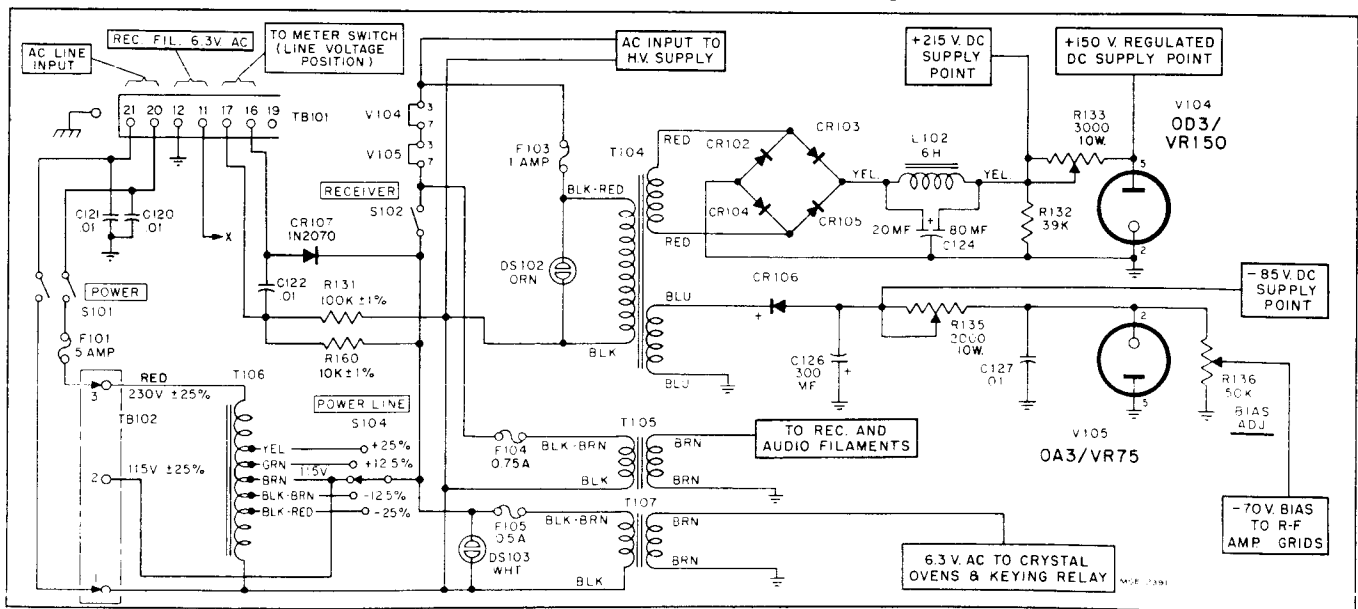 AC LINE
INPUT
REC. FIL. 6.3V. AC
TO METER SWITCH
(LINE VOLTAGE
POSITION)
21 20 12 11 17 16 19
TB101
AC INPUT TO
H.V. SUPPLY
+215 V. DC
SUPPLY
POINT
+150 V. REGULATED
DC SUPPLY POINT
V104
OD3/
VR150
3
V104
7
3
V105
7
RECEIVER
S102
F103
1 AMP
BLK-RED
DS102
ORN
BLK
T104
RED
RED
BLU
BLU
CR102
CR103
CR104
CR105
YEL.
L102
6H
YEL.
20MF
+
80MF
C124
R133
3000
10W.
R132
39K
5
2
C121
.01
C120
.01
X
CR107
1N2070
C122
.01
R131
100K ±1%
R160
10K ±1%
POWER
S101
F101
5 AMP
CR106
+
C126
300
MF
+
R135
2000
10W.
C127
.01
-85 V. DC
SUPPLY
POINT
2
5
V105
OA3/VR75
R136
50K
BIAS
ADJ
-70 V. BIAS
TO R-F
AMP. GRIDS
3
RED
230V ±25%
TB102
2
115V ±25%
1
T106
YEL
+25%
GRN
+12.5%
BRN
115V
BLK-BRN
-12.5%
BLK-RED
-25%
POWER LINE
S104
F104
0.75A
BLK-BRN
BLK
T105
BRN
BRN
TO REC. AND
AUDIO FILAMENTS
F105
0.5A
DS103
WHT
BLK-BRN
BLK
T107
BRN
BRN
6.3 V. AC TO CRYSTAL
OVENS & KEYING RELAY